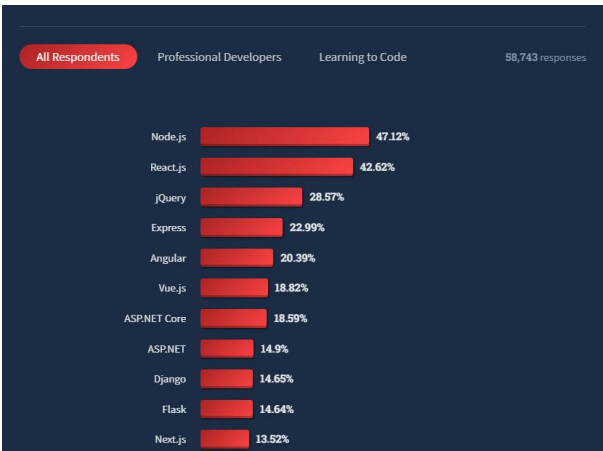 All Respondents Professional Developers Learning to Code 58,743 responses
Node.js 47.12%
React.js 42.62%
jQuery 28.57%
Express 22.99%
Angular 20.39%
Vue.js 18.82%
ASP.NET Core 18.59%
ASP.NET 14.9%
Django 14.65%
Flask 14.64%
Next.js 13.52%